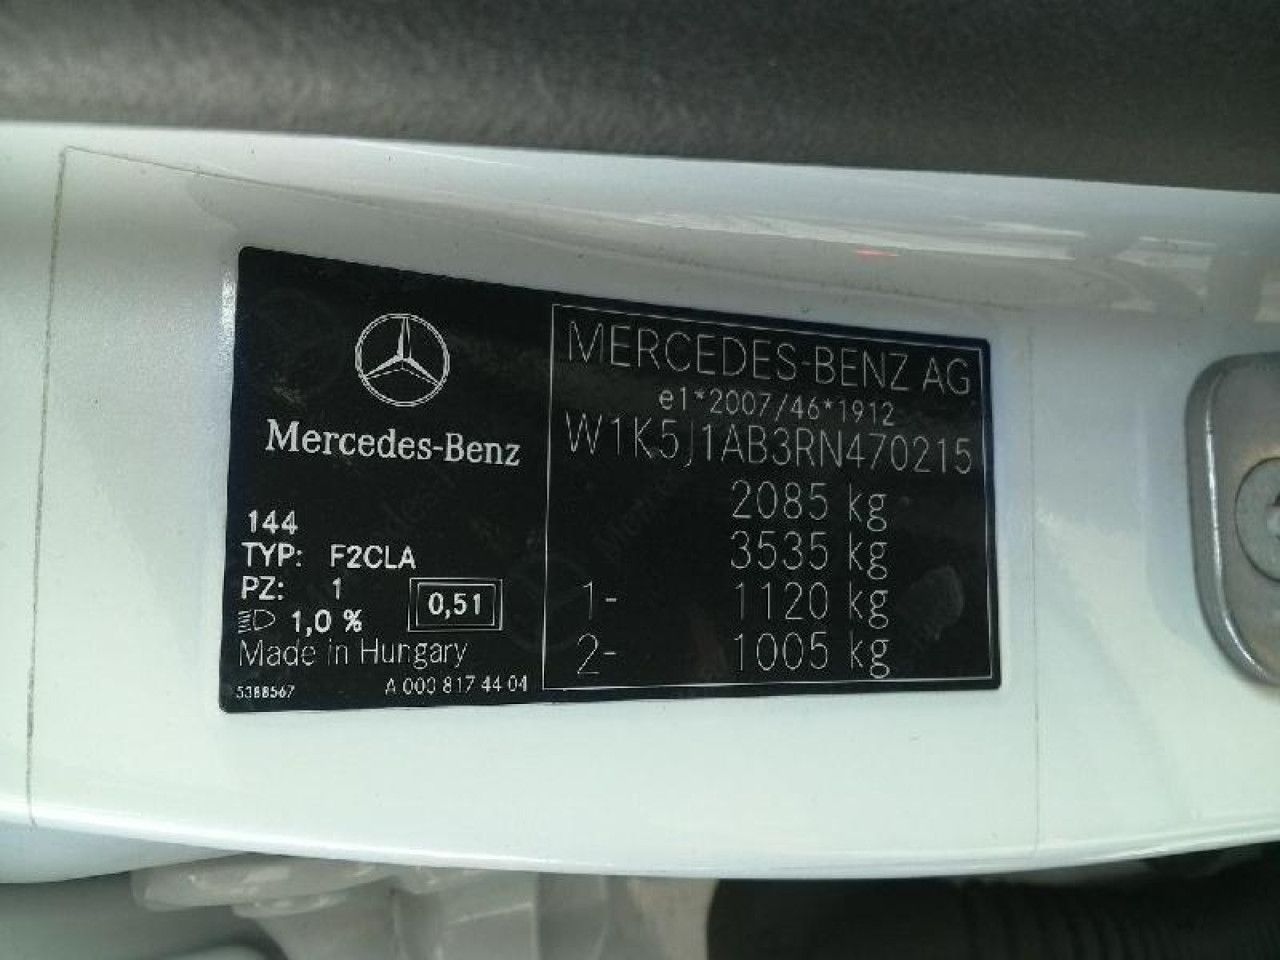 Mercedes-Benz
144
TYP: F2CLA
PZ: 1
1,0 %
0,51
Made in Hungary
5388567
A 000 817 44 04
MERCEDES-BENZ AG
e1*2007/46*1912
W1K5J1AB3RN470215
2085 kg
3535 kg
1- 1120 kg
2- 1005 kg